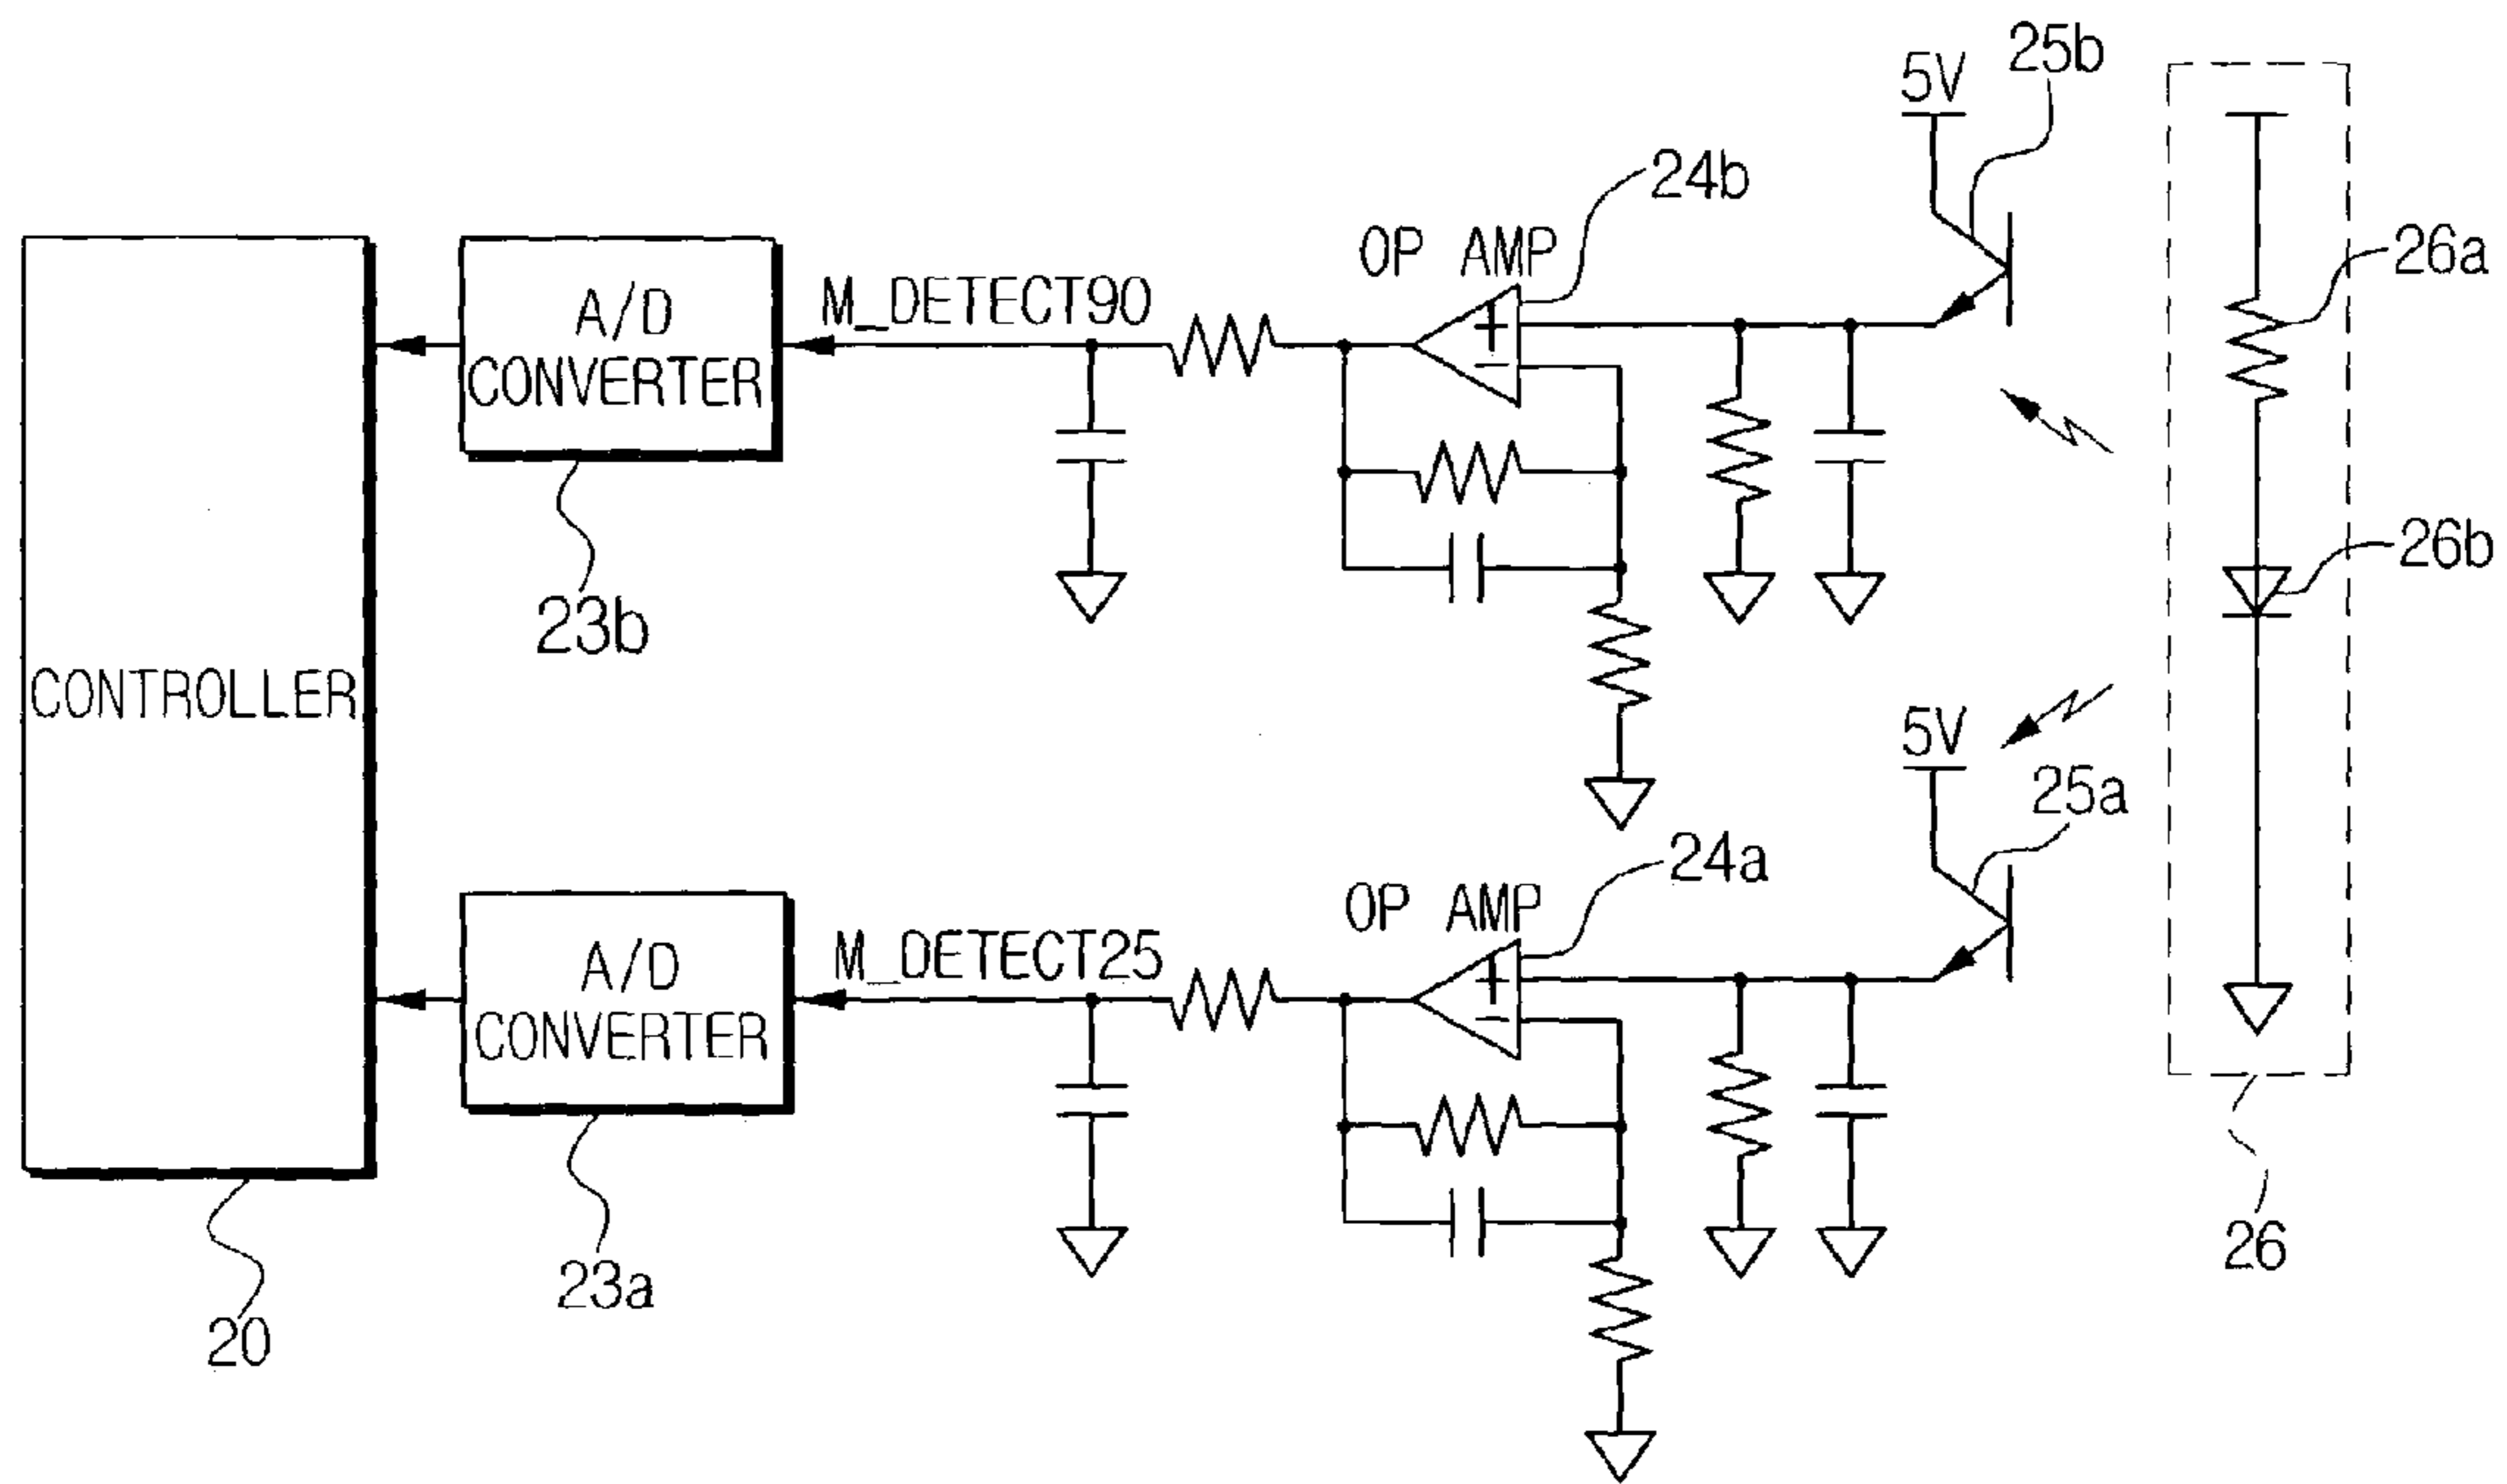 5V
25b
24b
OP AMP
26a
M_DETECT90
A/D
CONVERTER
23b
26b
CONTROLLER
5V
25a
24a
OP AMP
M_DETECT25
A/D
CONVERTER
23a
26
20